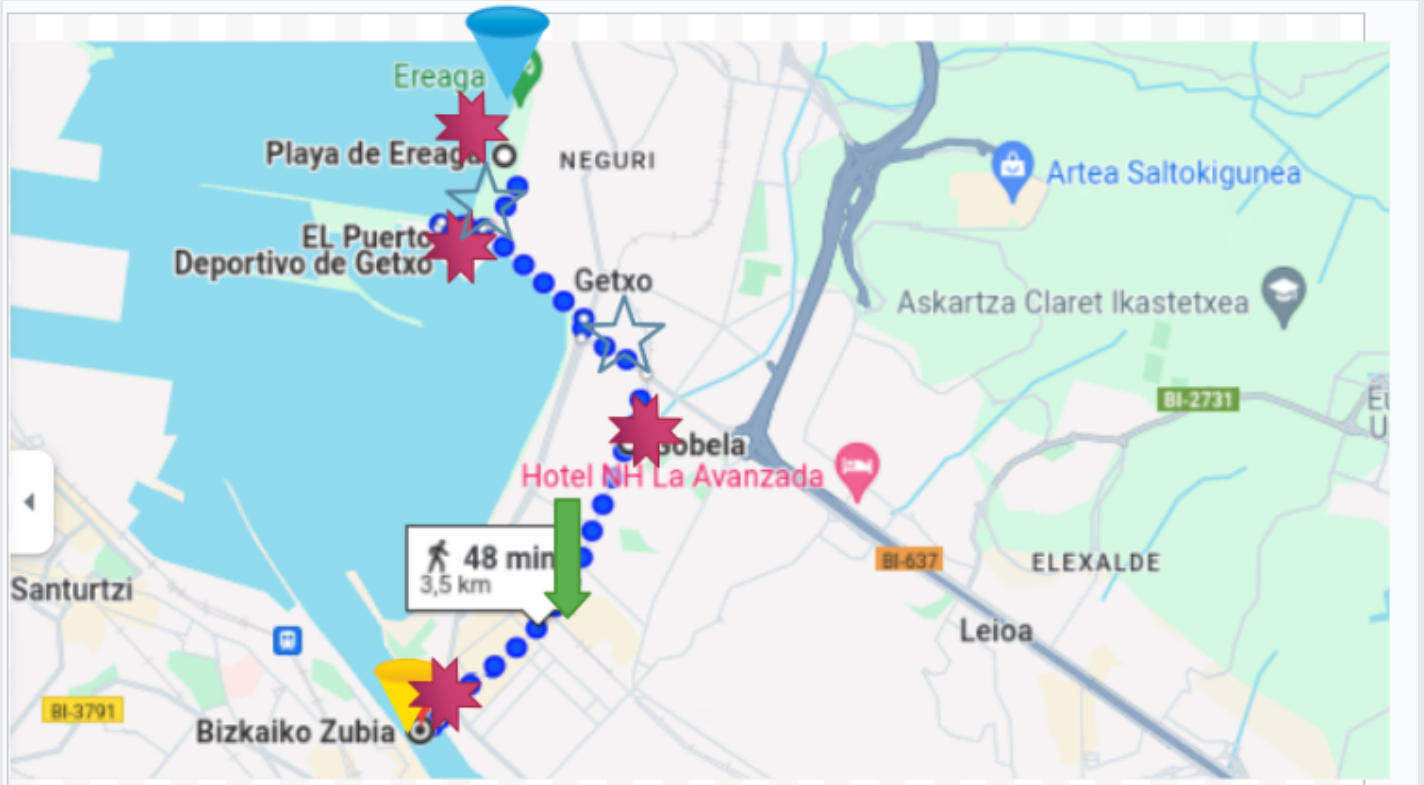 Ereaga
Playa de Ereaga
NEGURI
Artea Saltokigunea
EL Puerto
Deportivo de Getxo
Getxo
Askartza Claret Ikastetxea
BI-2731
Gobela
Hotel NH La Avanzada
48 min
3,5 km
BI-637
ELEXALDE
Santurtzi
Leioa
BI-3791
Bizkaiko Zubia